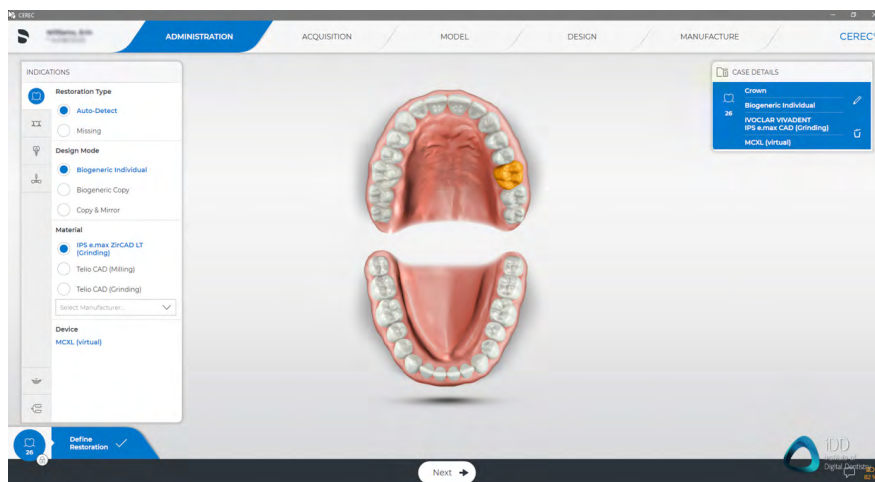 CEREC
ADMINISTRATION
ACQUISITION
MODEL
DESIGN
MANUFACTURE
CEREC
INDICATIONS
Restoration Type
Auto-Detect
Missing
Design Mode
Biogeneric Individual
Biogeneric Copy
Copy & Mirror
Material
IPS e.max ZirCAD LT
(Grinding)
Telio CAD (Milling)
Telio CAD (Grinding)
Select Manufacturer...
Device
MCXL (virtual)
CASE DETAILS
26
Crown
Biogeneric Individual
IVOCLAR VIVADENT
IPS e.max CAD (Grinding)
MCXL (virtual)
26
Define
Restoration
Next
iDD
Institute of
Digital Dentistry